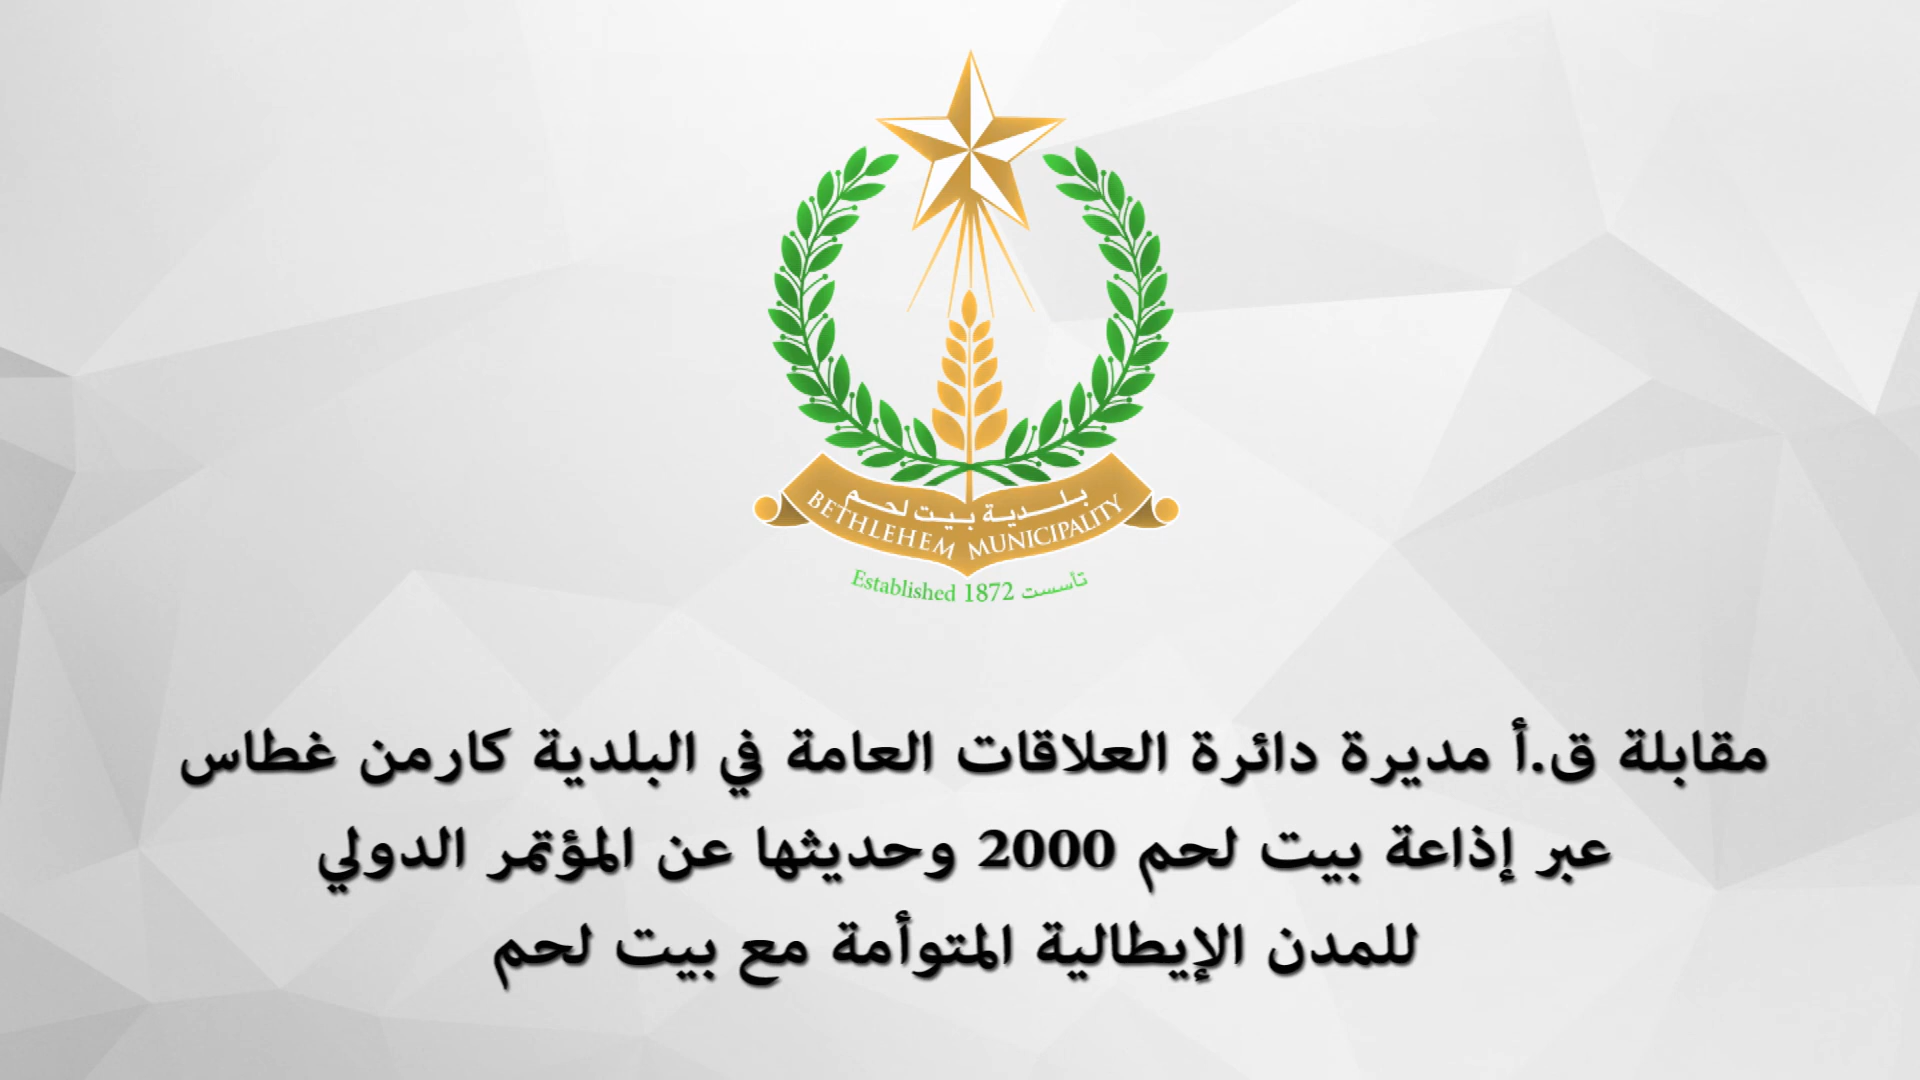 بلدية بيت لحم
BETHLEHEM MUNICIPALITY
Established 1872 تأسست
مقابلة ق.أ مديرة دائرة العلاقات العامة في البلدية كارمن غطاس
عبر إذاعة بيت لحم 2000 وحديثها عن المؤتمر الدولي
للمدن الإيطالية المتوأمة مع بيت لحم